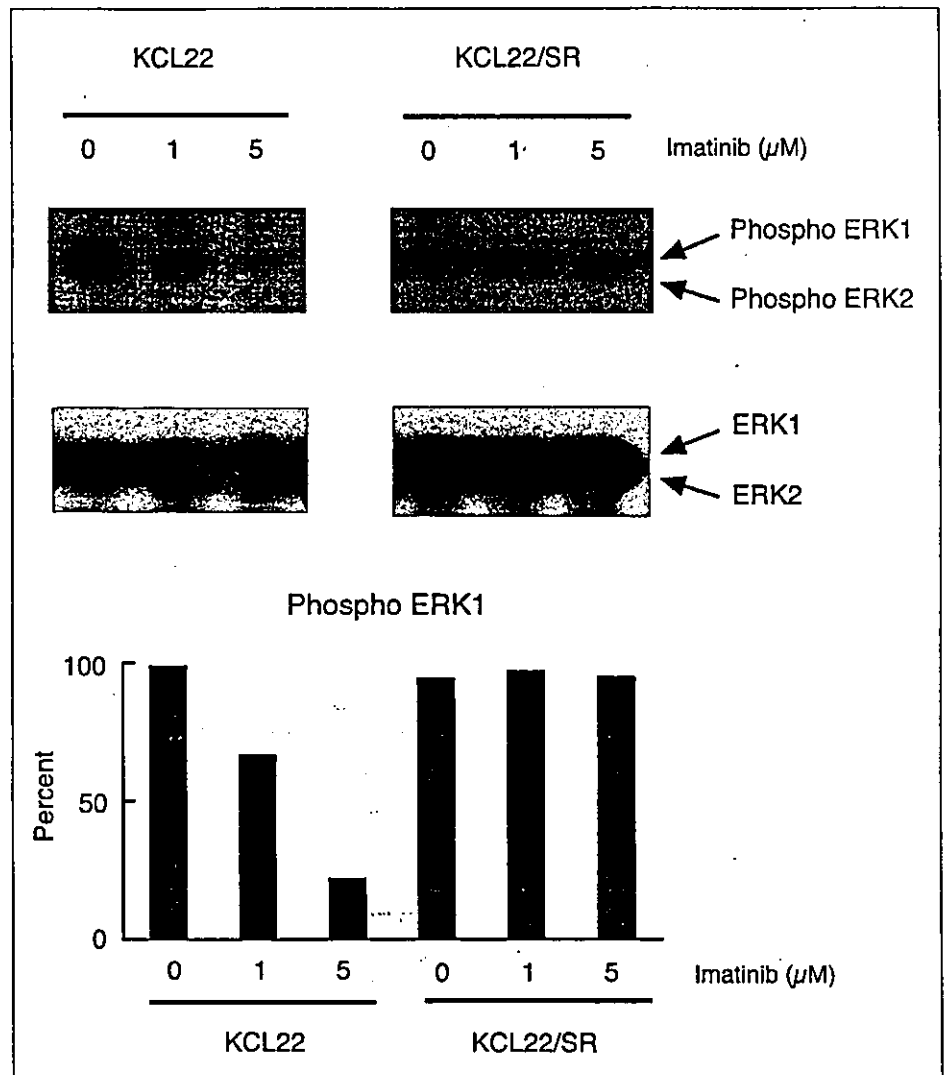 KCL22 KCL22/SR
0 1 5 0 1 5 Imatinib (μM)
Phospho ERK1
Phospho ERK2
ERK1
ERK2
Phospho ERK1
100
50
0
Percent
0 1 5 0 1 5 Imatinib (μM)
KCL22 KCL22/SR